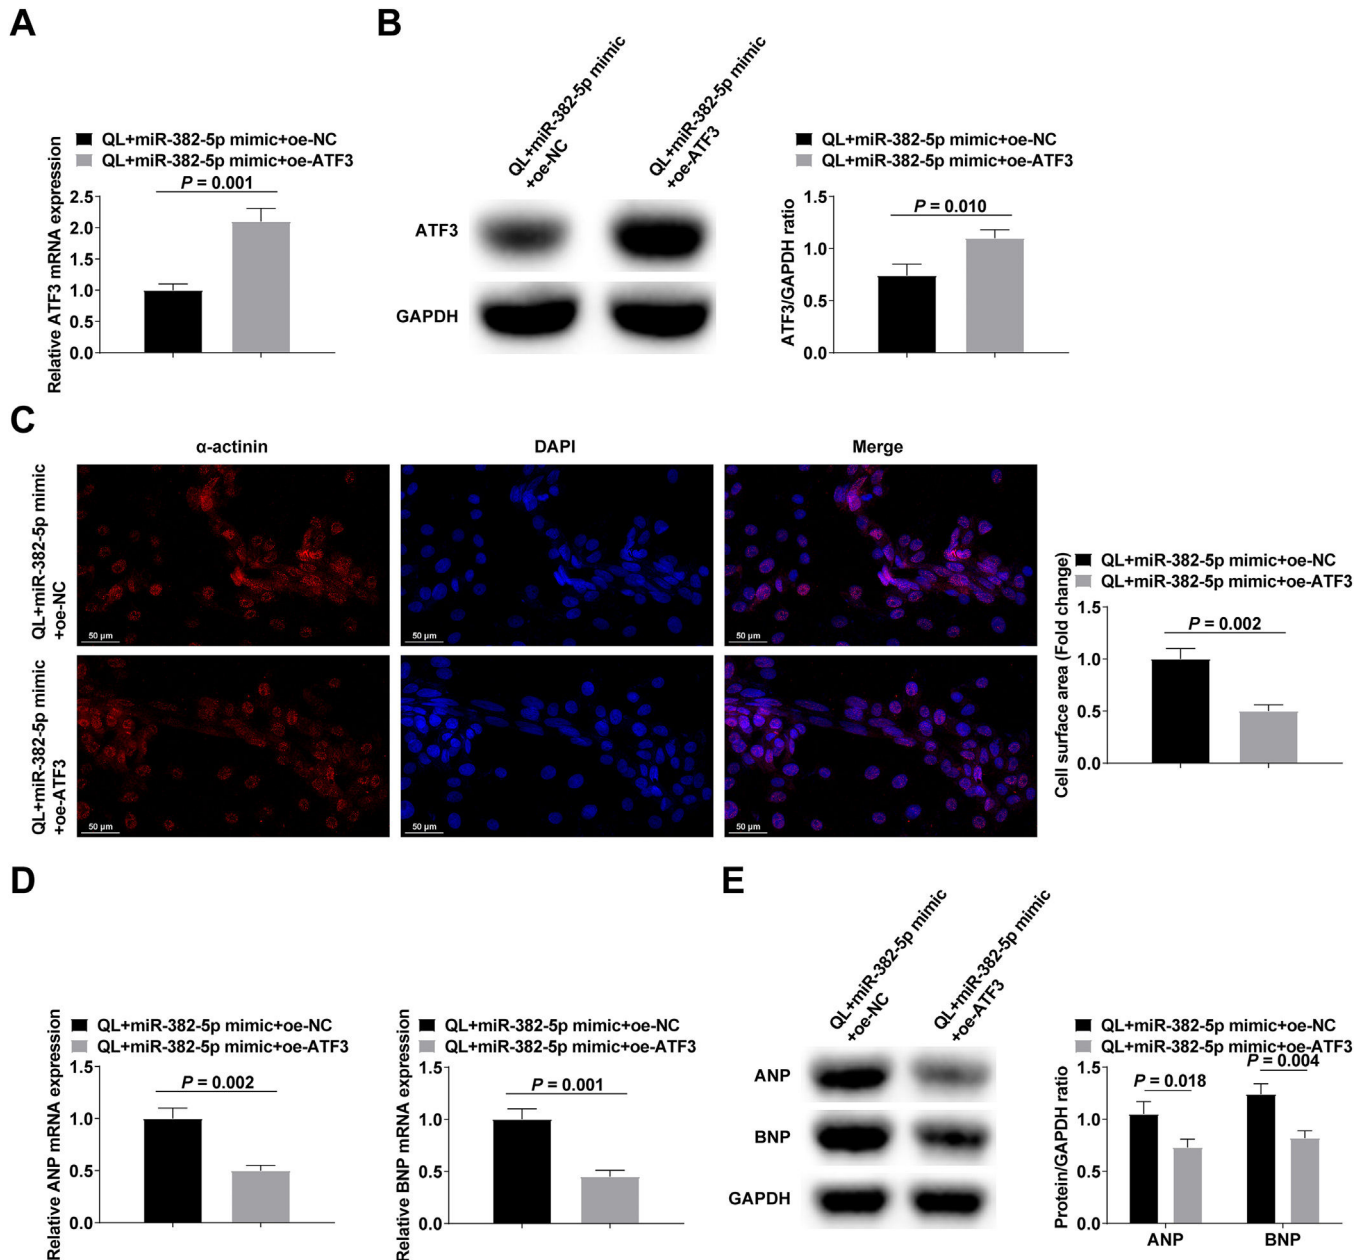 A
QL+miR-382-5p mimic+oe-NC
QL+miR-382-5p mimic+oe-ATF3
P = 0.001
Relative ATF3 mRNA expression
2.5
2.0
1.5
1.0
0.5
0.0
B
QL+miR-382-5p mimic
+oe-NC
QL+miR-382-5p mimic
+oe-ATF3
ATF3
GAPDH
QL+miR-382-5p mimic+oe-NC
QL+miR-382-5p mimic+oe-ATF3
P = 0.010
ATF3/GAPDH ratio
1.5
1.0
0.5
0.0
C
α-actinin
DAPI
Merge
QL+miR-382-5p mimic
+oe-NC
50 μm
50 μm
50 μm
QL+miR-382-5p mimic
+oe-ATF3
50 μm
50 μm
50 μm
QL+miR-382-5p mimic+oe-NC
QL+miR-382-5p mimic+oe-ATF3
P = 0.002
Cell surface area (Fold change)
1.5
1.0
0.5
0.0
D
QL+miR-382-5p mimic+oe-NC
QL+miR-382-5p mimic+oe-ATF3
P = 0.002
Relative ANP mRNA expression
1.5
1.0
0.5
0.0
QL+miR-382-5p mimic+oe-NC
QL+miR-382-5p mimic+oe-ATF3
P = 0.001
Relative BNP mRNA expression
1.5
1.0
0.5
0.0
E
QL+miR-382-5p mimic
+oe-NC
QL+miR-382-5p mimic
+oe-ATF3
ANP
BNP
GAPDH
QL+miR-382-5p mimic+oe-NC
QL+miR-382-5p mimic+oe-ATF3
P = 0.018
P = 0.004
Protein/GAPDH ratio
1.5
1.0
0.5
0.0
ANP
BNP